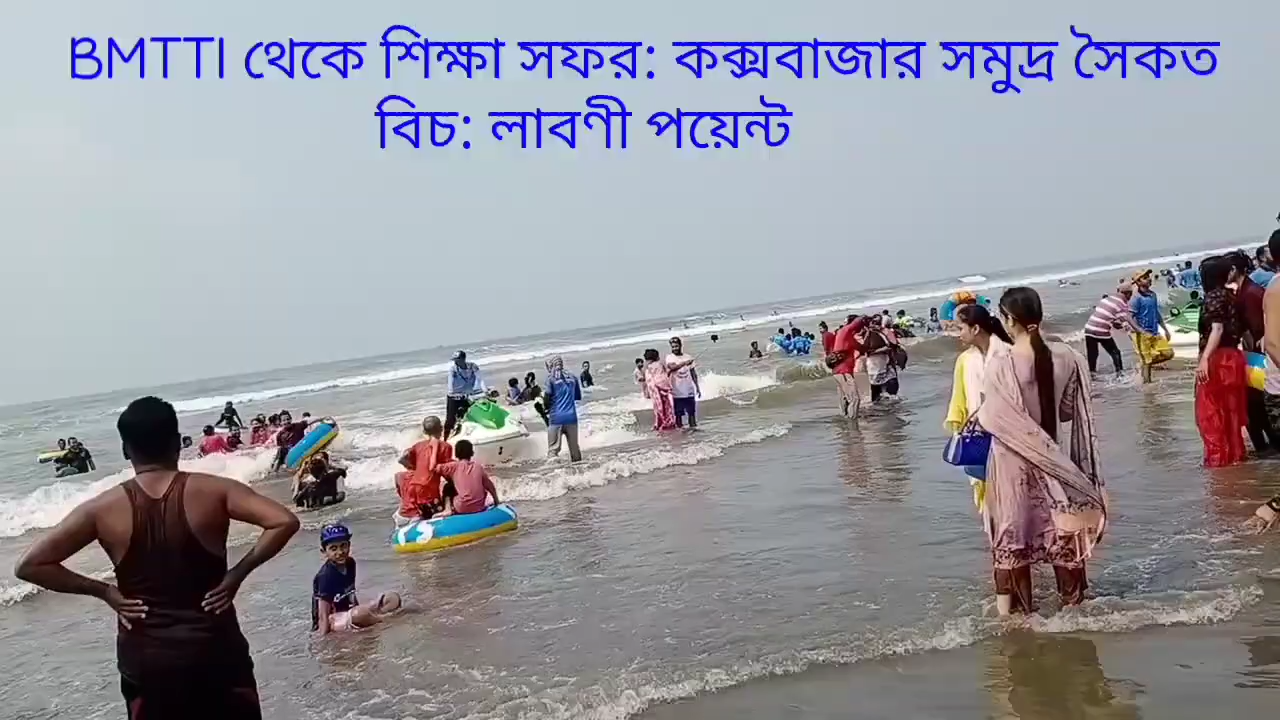 BMTTI থেকে শিক্ষা সফর: কক্সবাজার সমুদ্র সৈকত
বিচ: লাবণী পয়েন্ট